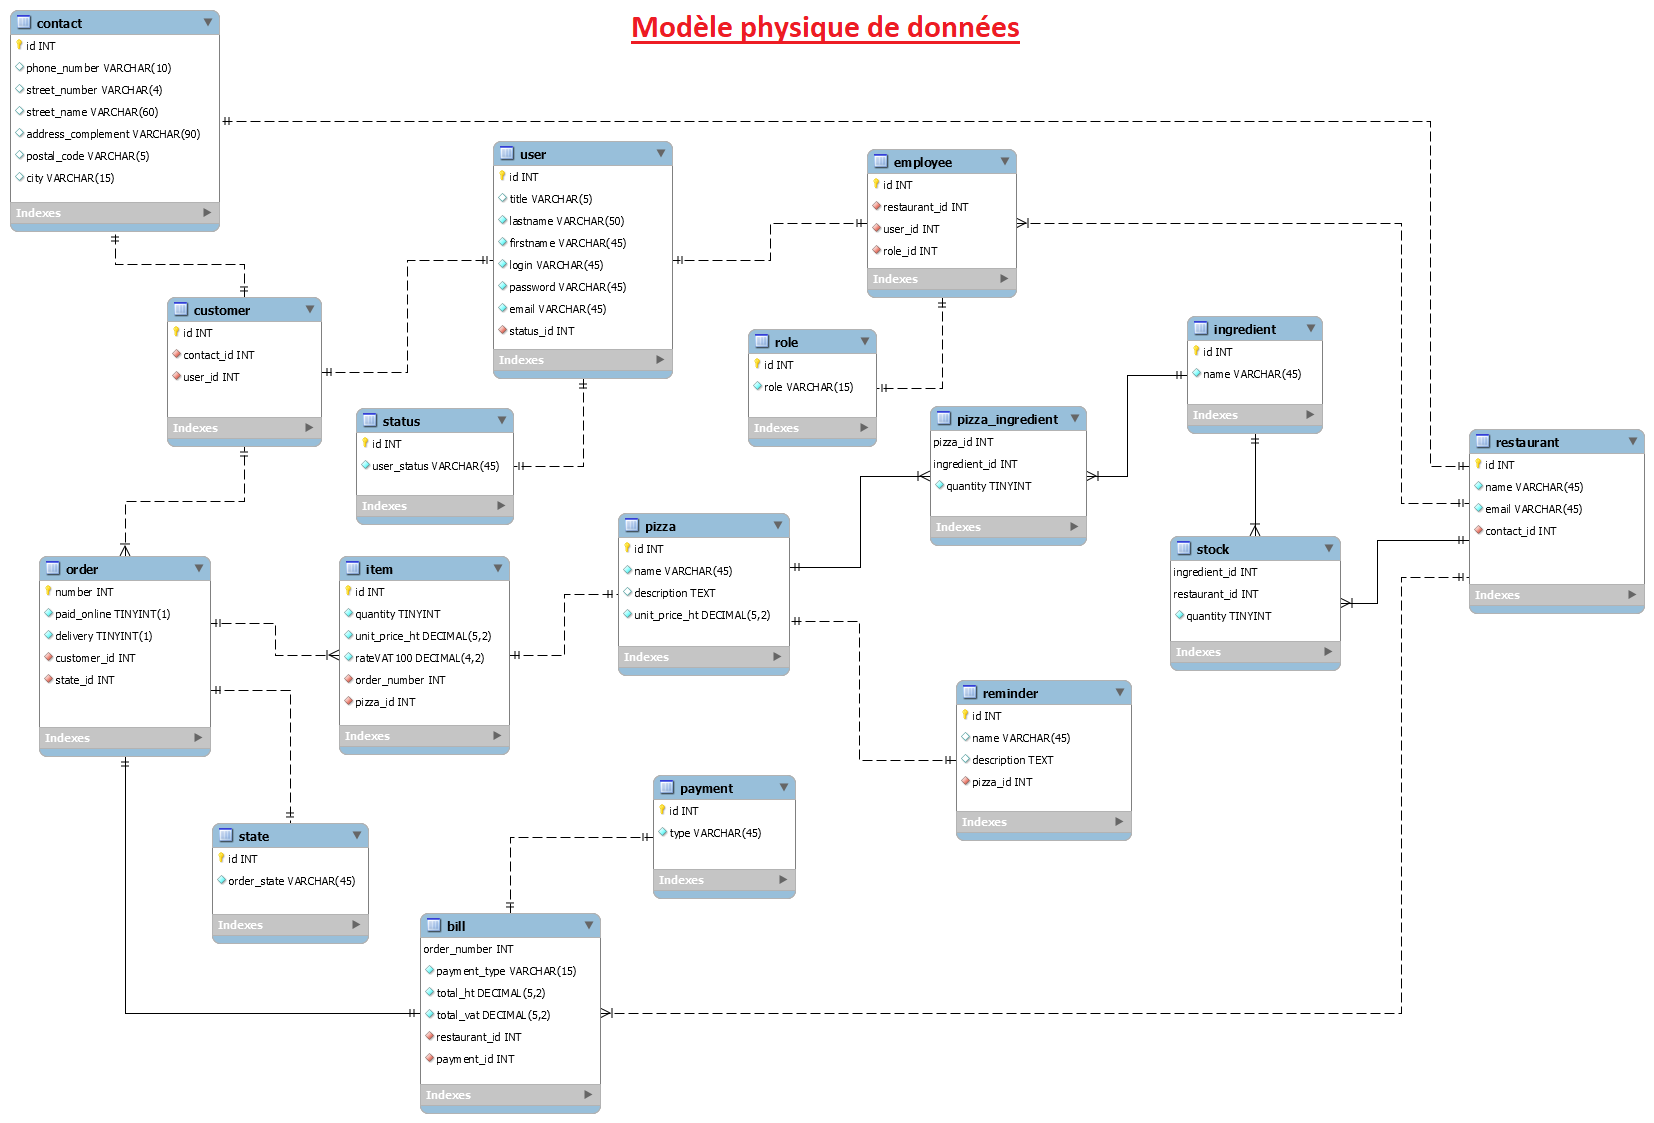 Modèle physique de données
contact
id INT
phone_number VARCHAR(10)
street_number VARCHAR(4)
street_name VARCHAR(60)
address_complement VARCHAR(90)
postal_code VARCHAR(5)
city VARCHAR(15)
Indexes
user
id INT
title VARCHAR(5)
lastname VARCHAR(50)
firstname VARCHAR(45)
login VARCHAR(45)
password VARCHAR(45)
email VARCHAR(45)
status_id INT
Indexes
employee
id INT
restaurant_id INT
user_id INT
role_id INT
Indexes
customer
id INT
contact_id INT
user_id INT
Indexes
role
id INT
role VARCHAR(15)
Indexes
ingredient
id INT
name VARCHAR(45)
Indexes
status
id INT
user_status VARCHAR(45)
Indexes
pizza_ingredient
pizza_id INT
ingredient_id INT
quantity TINYINT
Indexes
restaurant
id INT
name VARCHAR(45)
email VARCHAR(45)
contact_id INT
Indexes
order
number INT
paid_online TINYINT(1)
delivery TINYINT(1)
customer_id INT
state_id INT
Indexes
item
id INT
quantity TINYINT
unit_price_ht DECIMAL(5,2)
rateVAT100 DECIMAL(4,2)
order_number INT
pizza_id INT
Indexes
pizza
id INT
name VARCHAR(45)
description TEXT
unit_price_ht DECIMAL(5,2)
Indexes
stock
ingredient_id INT
restaurant_id INT
quantity TINYINT
Indexes
reminder
id INT
name VARCHAR(45)
description TEXT
pizza_id INT
Indexes
payment
id INT
type VARCHAR(45)
Indexes
state
id INT
order_state VARCHAR(45)
Indexes
bill
order_number INT
payment_type VARCHAR(15)
total_ht DECIMAL(5,2)
total_vat DECIMAL(5,2)
restaurant_id INT
payment_id INT
Indexes